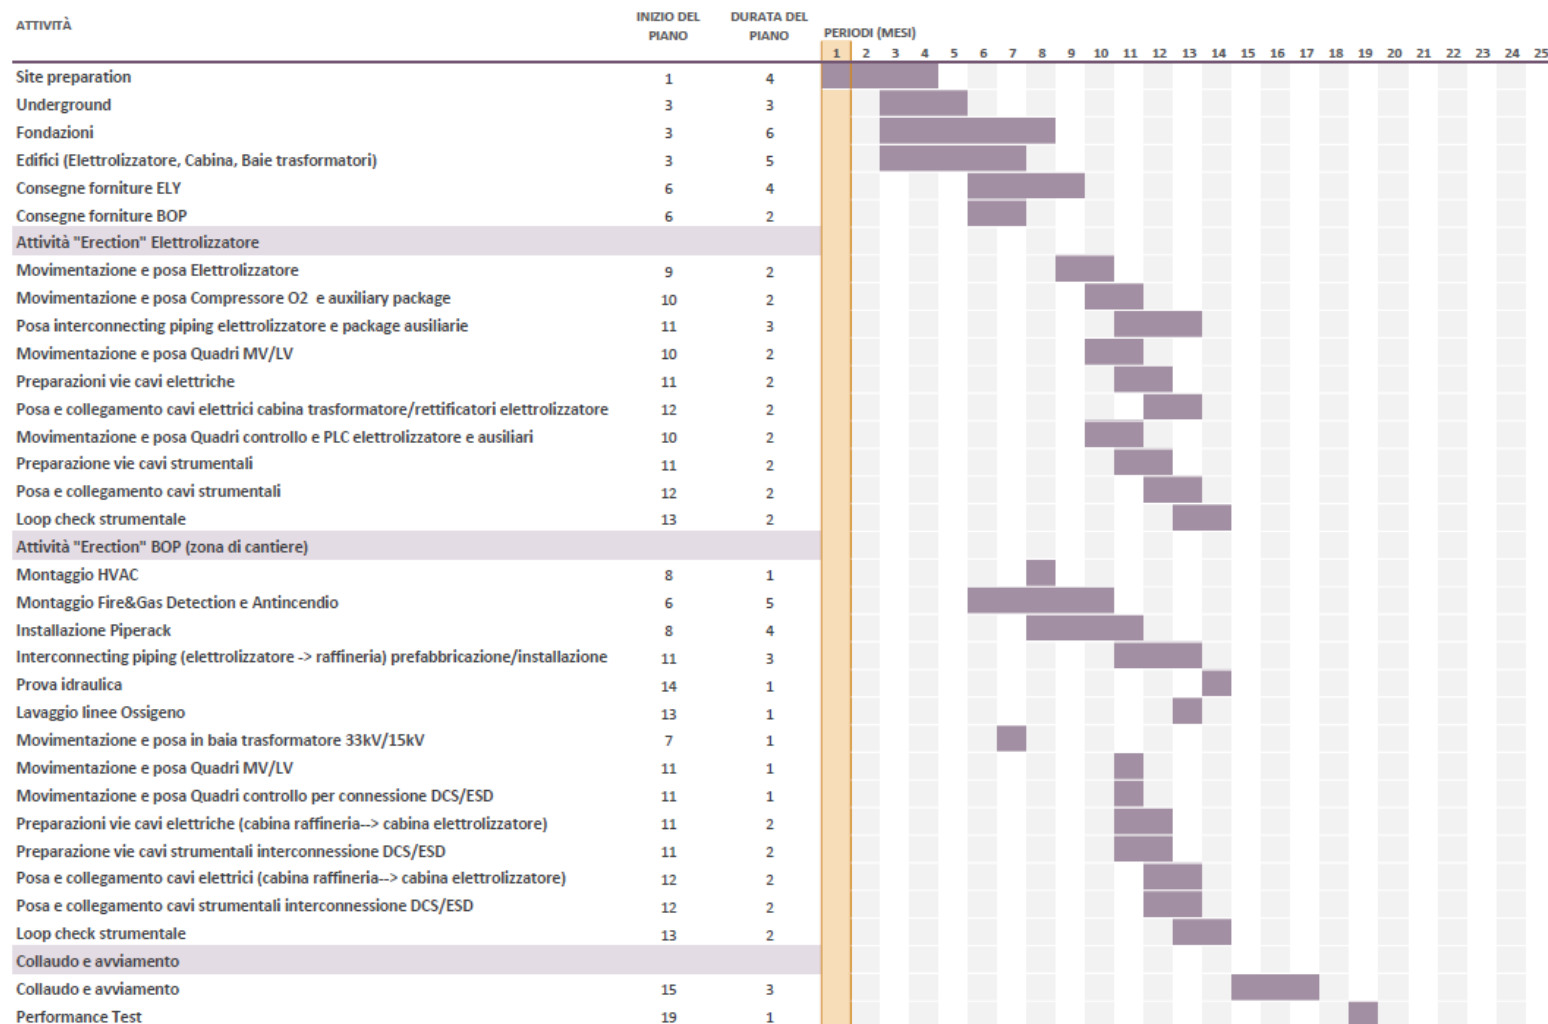 ATTIVITÀ INIZIO DEL PIANO DURATA DEL PIANO PERIODI (MESI)
1 2 3 4 5 6 7 8 9 10 11 12 13 14 15 16 17 18 19 20 21 22 23 24 25
Site preparation 1 4
Underground 3 3
Fondazioni 3 6
Edifici (Elettrolizzatore, Cabina, Baie trasformatori) 3 5
Consegne forniture ELY 6 4
Consegne forniture BOP 6 2
Attività "Erection" Elettrolizzatore
Movimentazione e posa Elettrolizzatore 9 2
Movimentazione e posa Compressore O2 e auxiliary package 10 2
Posa interconnecting piping elettrolizzatore e package ausiliarie 11 3
Movimentazione e posa Quadri MV/LV 10 2
Preparazioni vie cavi elettriche 11 2
Posa e collegamento cavi elettrici cabina trasformatore/rettificatori elettrolizzatore 12 2
Movimentazione e posa Quadri controllo e PLC elettrolizzatore e ausiliari 10 2
Preparazione vie cavi strumentali 11 2
Posa e collegamento cavi strumentali 12 2
Loop check strumentale 13 2
Attività "Erection" BOP (zona di cantiere)
Montaggio HVAC 8 1
Montaggio Fire&Gas Detection e Antincendio 6 5
Installazione Piperack 8 4
Interconnecting piping (elettrolizzatore -> raffineria) prefabbricazione/installazione 11 3
Prova idraulica 14 1
Lavaggio linee Ossigeno 13 1
Movimentazione e posa in baia trasformatore 33kV/15kV 7 1
Movimentazione e posa Quadri MV/LV 11 1
Movimentazione e posa Quadri controllo per connessione DCS/ESD 11 1
Preparazioni vie cavi elettriche (cabina raffineria--> cabina elettrolizzatore) 11 2
Preparazione vie cavi strumentali interconnessione DCS/ESD 11 2
Posa e collegamento cavi elettrici (cabina raffineria--> cabina elettrolizzatore) 12 2
Posa e collegamento cavi strumentali interconnessione DCS/ESD 12 2
Loop check strumentale 13 2
Collaudo e avviamento
Collaudo e avviamento 15 3
Performance Test 19 1